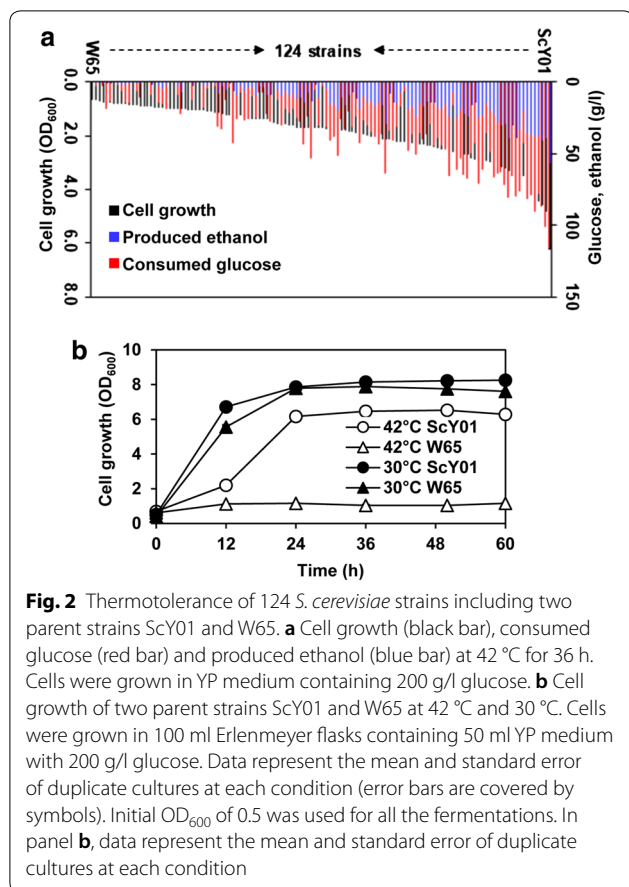 a
W65
124 strains
ScY01
0.0
2.0
4.0
6.0
8.0
Cell growth (OD600)
0
50
100
150
Glucose, ethanol (g/l)
Cell growth
Produced ethanol
Consumed glucose
b
10
8
6
4
2
0
Cell growth (OD600)
42°C ScY01
42°C W65
30°C ScY01
30°C W65
0 12 24 36 48 60
Time (h)
Fig. 2 Thermotolerance of 124 S. cerevisiae strains including two
parent strains ScY01 and W65. a Cell growth (black bar), consumed
glucose (red bar) and produced ethanol (blue bar) at 42 °C for 36 h.
Cells were grown in YP medium containing 200 g/l glucose. b Cell
growth of two parent strains ScY01 and W65 at 42 °C and 30 °C. Cells
were grown in 100 ml Erlenmeyer flasks containing 50 ml YP medium
with 200 g/l glucose. Data represent the mean and standard error
of duplicate cultures at each condition (error bars are covered by
symbols). Initial OD600 of 0.5 was used for all the fermentations. In
panel b, data represent the mean and standard error of duplicate
cultures at each condition